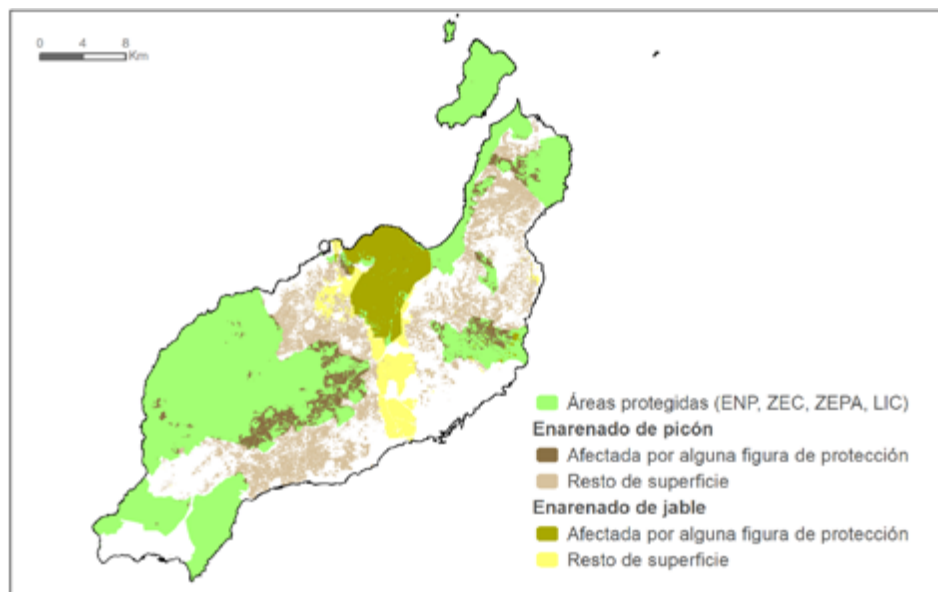 0 4 8
Km
Áreas protegidas (ENP, ZEC, ZEPA, LIC)
Enarenado de picón
Afectada por alguna figura de protección
Resto de superficie
Enarenado de jable
Afectada por alguna figura de protección
Resto de superficie